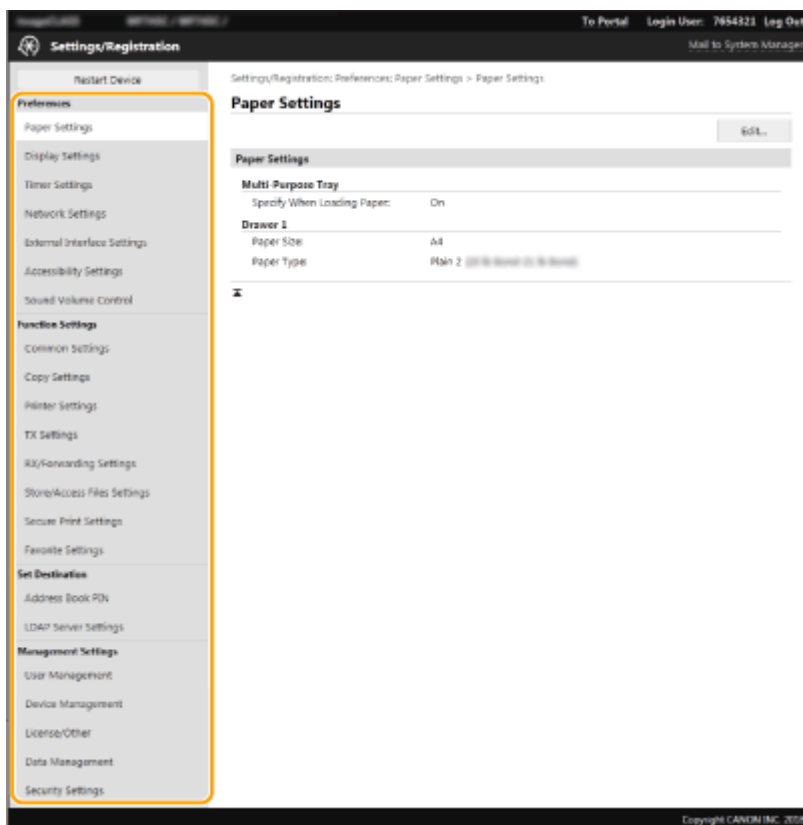 To Portal Login User: 7654321 Log Out
Settings/Registration
Mail to System Manager
Restart Device
Settings/Registration: Preferences: Paper Settings > Paper Settings
Preferences
Paper Settings
Paper Settings
Edit...
Display Settings
Paper Settings
Timer Settings
Multi-Purpose Tray
Specify When Loading Paper: On
Network Settings
Drawer 1
External Interface Settings
Paper Size: A4
Paper Type: Plain 2
Accessibility Settings
Sound Volume Control
Function Settings
Common Settings
Copy Settings
Printer Settings
TX Settings
RX/Forwarding Settings
Store/Access Files Settings
Secure Print Settings
Favorite Settings
Set Destination
Address Book PIN
LDAP Server Settings
Management Settings
User Management
Device Management
License/Other
Data Management
Security Settings
Copyright CANON INC.